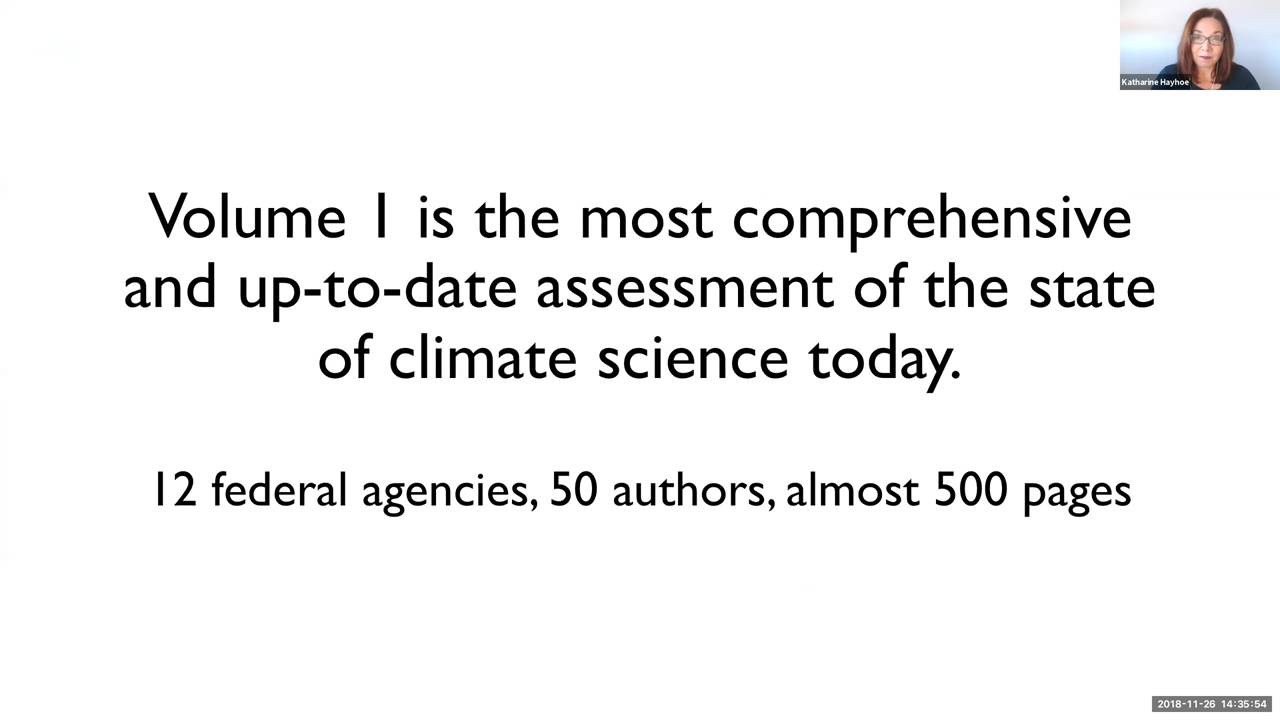 Katharine Hayhoe
Volume 1 is the most comprehensive
and up-to-date assessment of the state
of climate science today.
12 federal agencies, 50 authors, almost 500 pages
2018-11-26 14:35:54